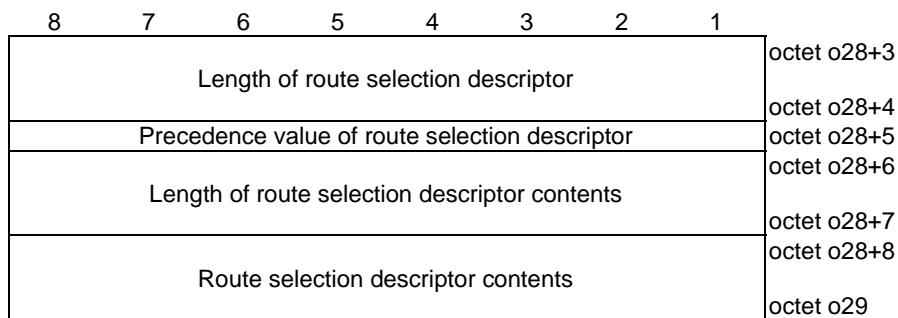 8 7 6 5 4 3 2 1
octet o28+3
Length of route selection descriptor
octet o28+4
Precedence value of route selection descriptor octet o28+5
octet o28+6
Length of route selection descriptor contents
octet o28+7
octet o28+8
Route selection descriptor contents
octet o29